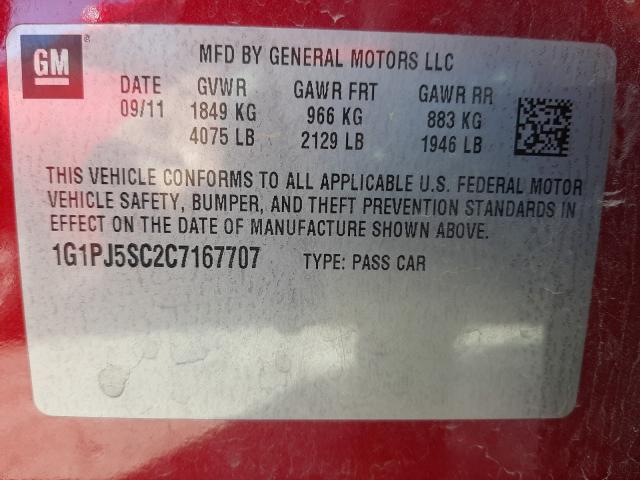 GM ®
MFD BY GENERAL MOTORS LLC
DATE GVWR GAWR FRT GAWR RR
09/11 1849 KG 966 KG 883 KG
4075 LB 2129 LB 1946 LB
THIS VEHICLE CONFORMS TO ALL APPLICABLE U.S. FEDERAL MOTOR
VEHICLE SAFETY, BUMPER, AND THEFT PREVENTION STANDARDS IN
EFFECT ON THE DATE OF MANUFACTURE SHOWN ABOVE.
1G1PJ5SC2C7167707 TYPE: PASS CAR